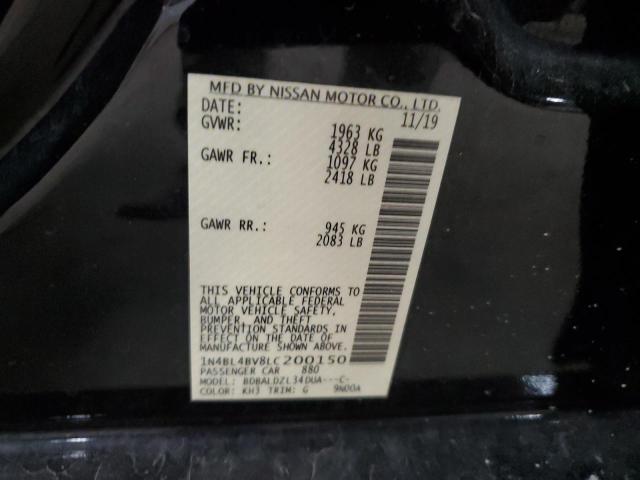 MFD BY NISSAN MOTOR CO., LTD.
DATE: 11/19
GVWR: 1963 KG
4328 LB
GAWR FR.: 1097 KG
2418 LB
GAWR RR.: 945 KG
2083 LB
THIS VEHICLE CONFORMS TO
ALL APPLICABLE FEDERAL
MOTOR VEHICLE SAFETY,
BUMPER, AND THEFT
PREVENTION STANDARDS IN
EFFECT ON THE DATE OF
MANUFACTURE SHOWN ABOVE.
1N4BL4BV8LC200150
PASSENGER CAR 880
MODEL: BDBALDZL34DUA---C-
COLOR: KH3 TRIM: G 9N00A